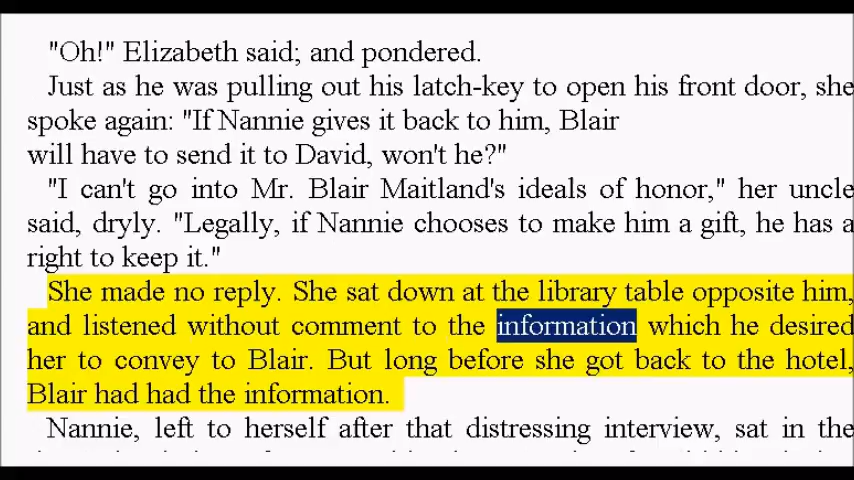 "Oh!" Elizabeth said; and pondered.
Just as he was pulling out his latch-key to open his front door, she
spoke again: "If Nannie gives it back to him, Blair
will have to send it to David, won't he?"
"I can't go into Mr. Blair Maitland's ideals of honor," her uncle
said, dryly. "Legally, if Nannie chooses to make him a gift, he has a
right to keep it."
She made no reply. She sat down at the library table opposite him,
and listened without comment to the information which he desired
her to convey to Blair. But long before she got back to the hotel,
Blair had had the information.
Nannie, left to herself after that distressing interview, sat in the